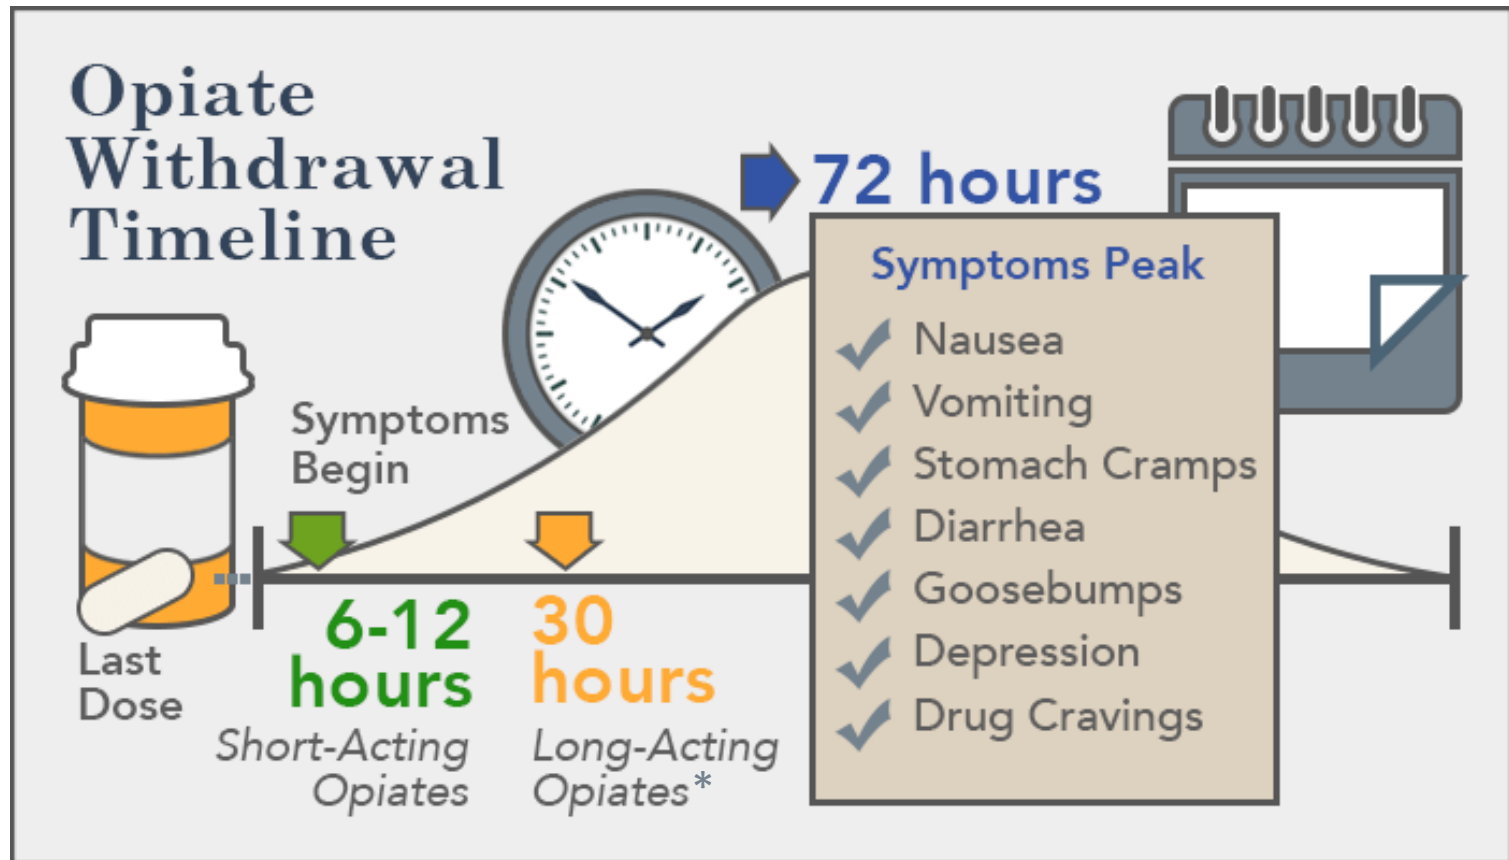 Opiate
Withdrawal
Timeline
72 hours
Symptoms Peak
Nausea
Vomiting
Stomach Cramps
Diarrhea
Goosebumps
Depression
Drug Cravings
Symptoms
Begin
Last
Dose
6-12
hours
Short-Acting
Opiates
30
hours
Long-Acting
Opiates*